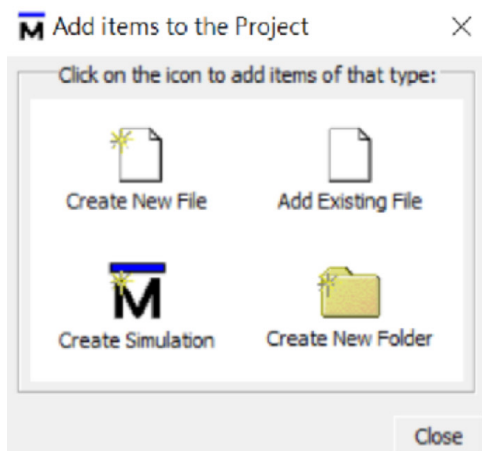 M Add items to the Project
Click on the icon to add items of that type:
Create New File
Add Existing File
M
Create Simulation
Create New Folder
Close